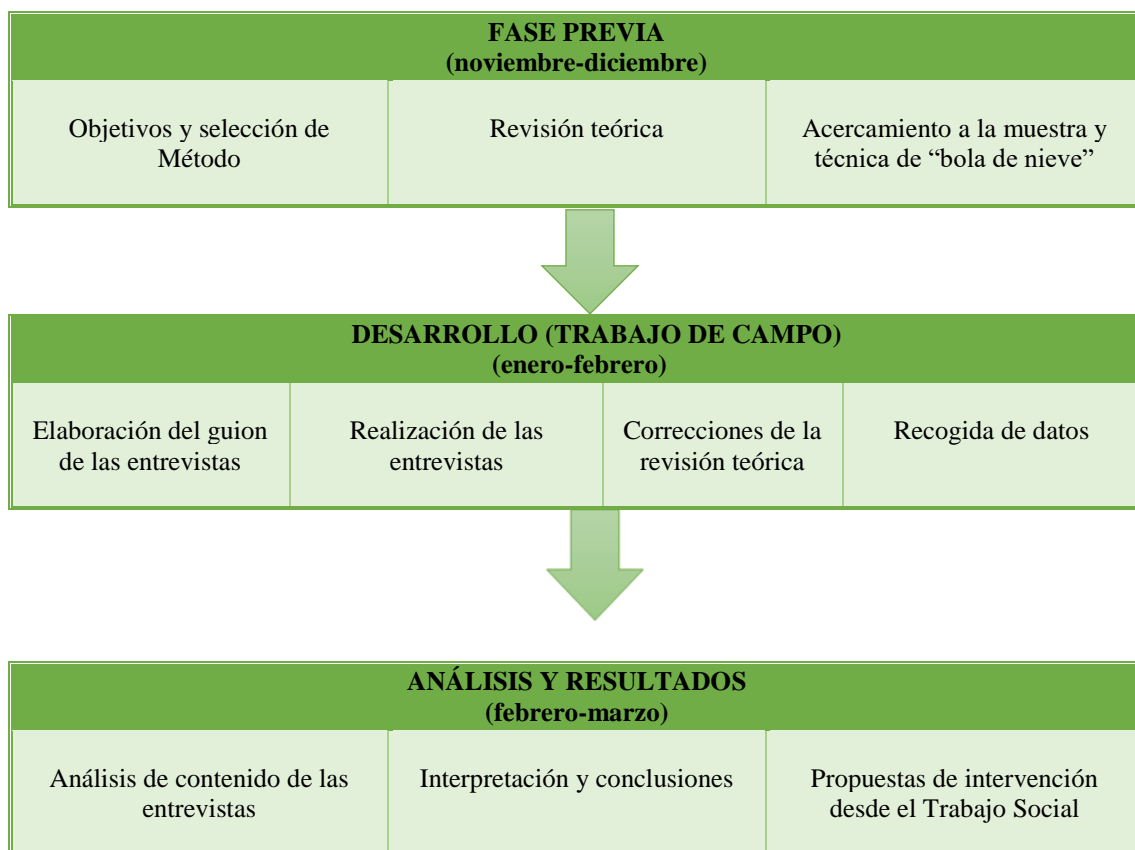 FASE PREVIA
(noviembre-diciembre)
Objetivos y selección de
Método
Revisión teórica
Acercamiento a la muestra y
técnica de “bola de nieve”
DESARROLLO (TRABAJO DE CAMPO)
(enero-febrero)
Elaboración del guion
de las entrevistas
Realización de las
entrevistas
Correcciones de la
revisión teórica
Recogida de datos
ANÁLISIS Y RESULTADOS
(febrero-marzo)
Análisis de contenido de las
entrevistas
Interpretación y conclusiones
Propuestas de intervención
desde el Trabajo Social